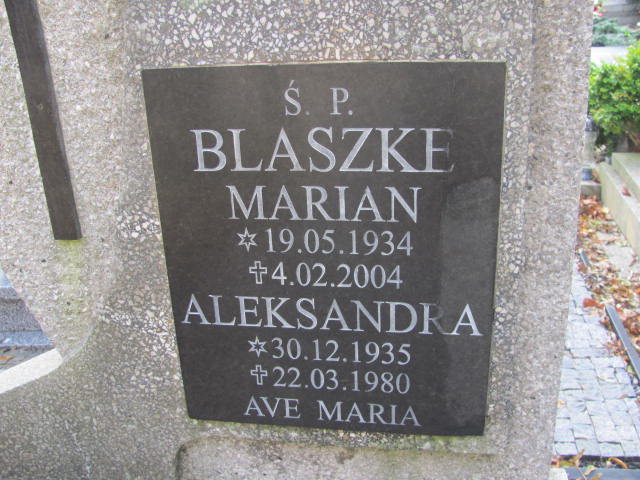 Ś. P.
BLASZKE
MARIAN
✡ 19.05.1934
✝ 4.02.2004
ALEKSANDRA
✡ 30.12.1935
✝ 22.03.1980
AVE MARIA